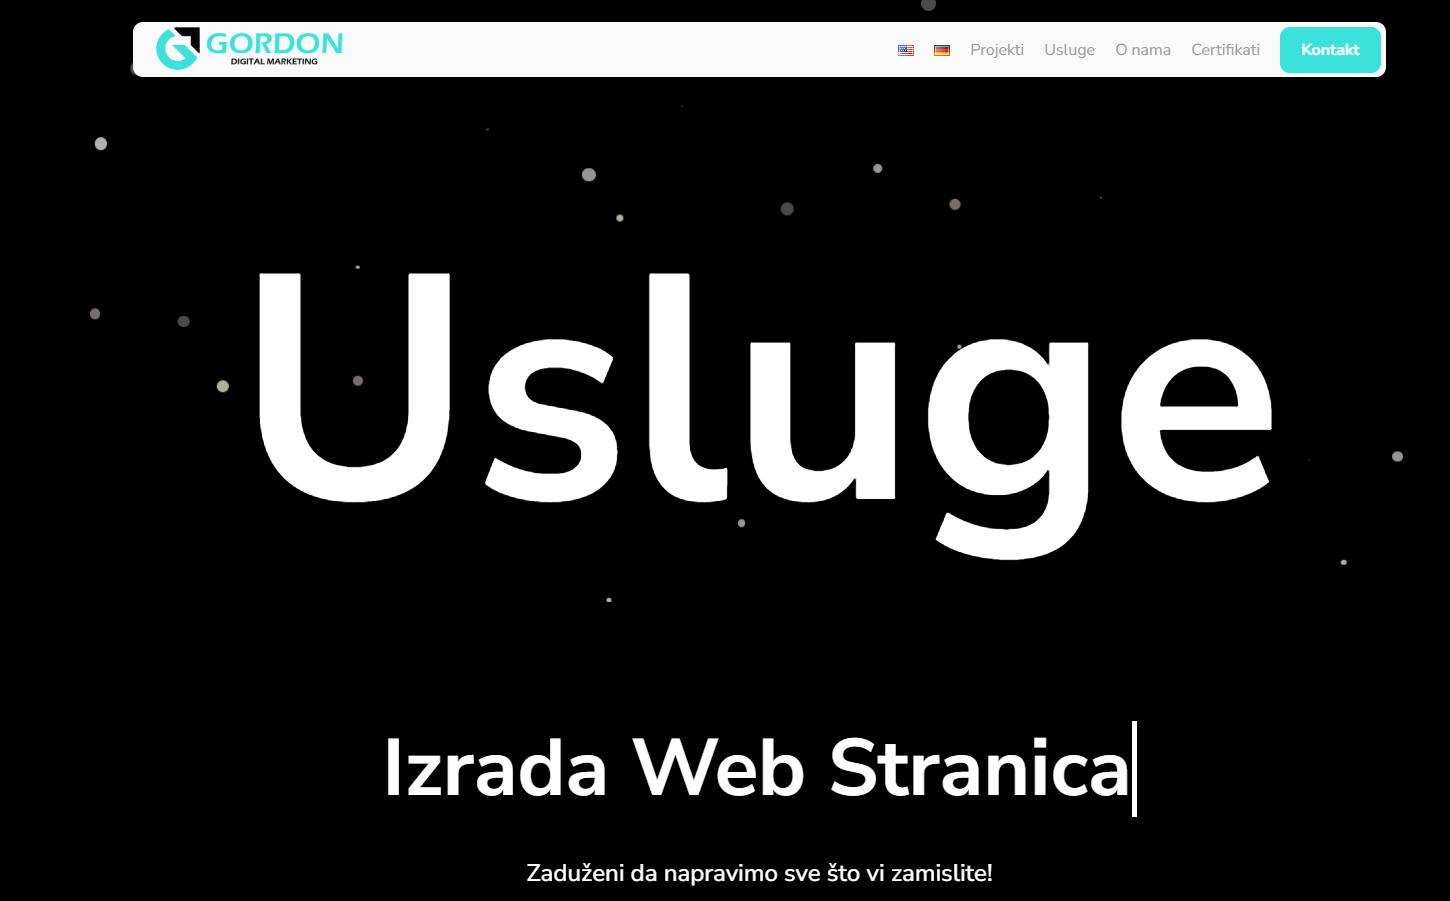 GORDON
DIGITAL MARKETING
Projekti Usluge O nama Certifikati Kontakt
Usluge
Izrada Web Stranica
Zaduženi da napravimo sve što vi zamislite!